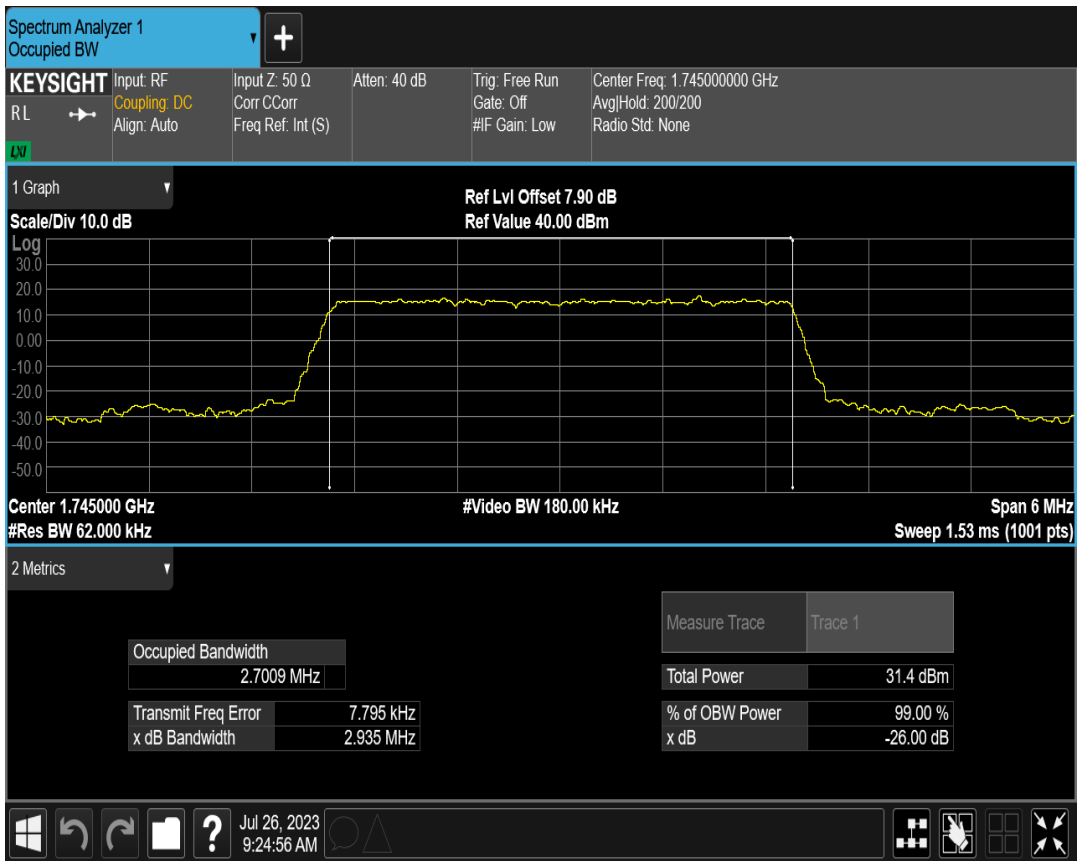 Spectrum Analyzer 1
Occupied BW
KEYSIGHT
R L
LXI
Input: RF
Coupling: DC
Align: Auto
Input Z: 50 Ω
Corr CCorr
Freq Ref: Int (S)
Atten: 40 dB
Trig: Free Run
Gate: Off
#IF Gain: Low
Center Freq: 1.745000000 GHz
Avg|Hold: 200/200
Radio Std: None
1 Graph
Scale/Div 10.0 dB
Ref Lvl Offset 7.90 dB
Ref Value 40.00 dBm
Log
30.0
20.0
10.0
0.00
-10.0
-20.0
-30.0
-40.0
-50.0
Center 1.745000 GHz
#Res BW 62.000 kHz
#Video BW 180.00 kHz
Span 6 MHz
Sweep 1.53 ms (1001 pts)
2 Metrics
Occupied Bandwidth
2.7009 MHz
Transmit Freq Error 7.795 kHz
x dB Bandwidth 2.935 MHz
Measure Trace Trace 1
Total Power 31.4 dBm
% of OBW Power 99.00 %
x dB -26.00 dB
?
Jul 26, 2023
9:24:56 AM